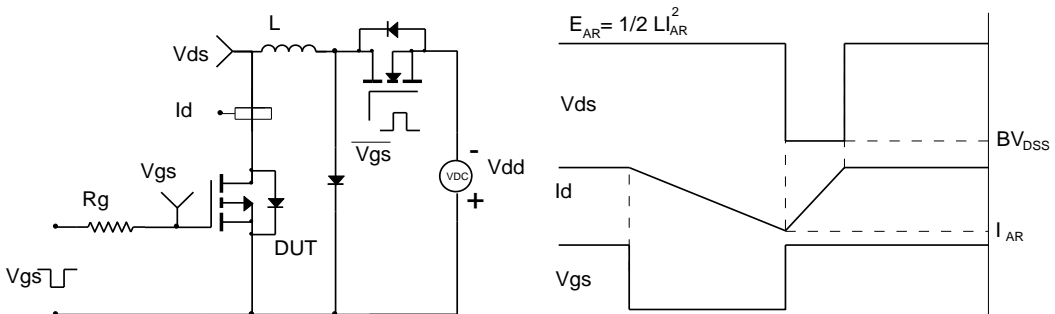 L
Vds
Id
Vgs
Vgs
Rg
DUT
Vgs
VDC
-
+
Vdd
E_AR= 1/2 LI_AR^2
Vds
BV_DSS
Id
I_AR
Vgs